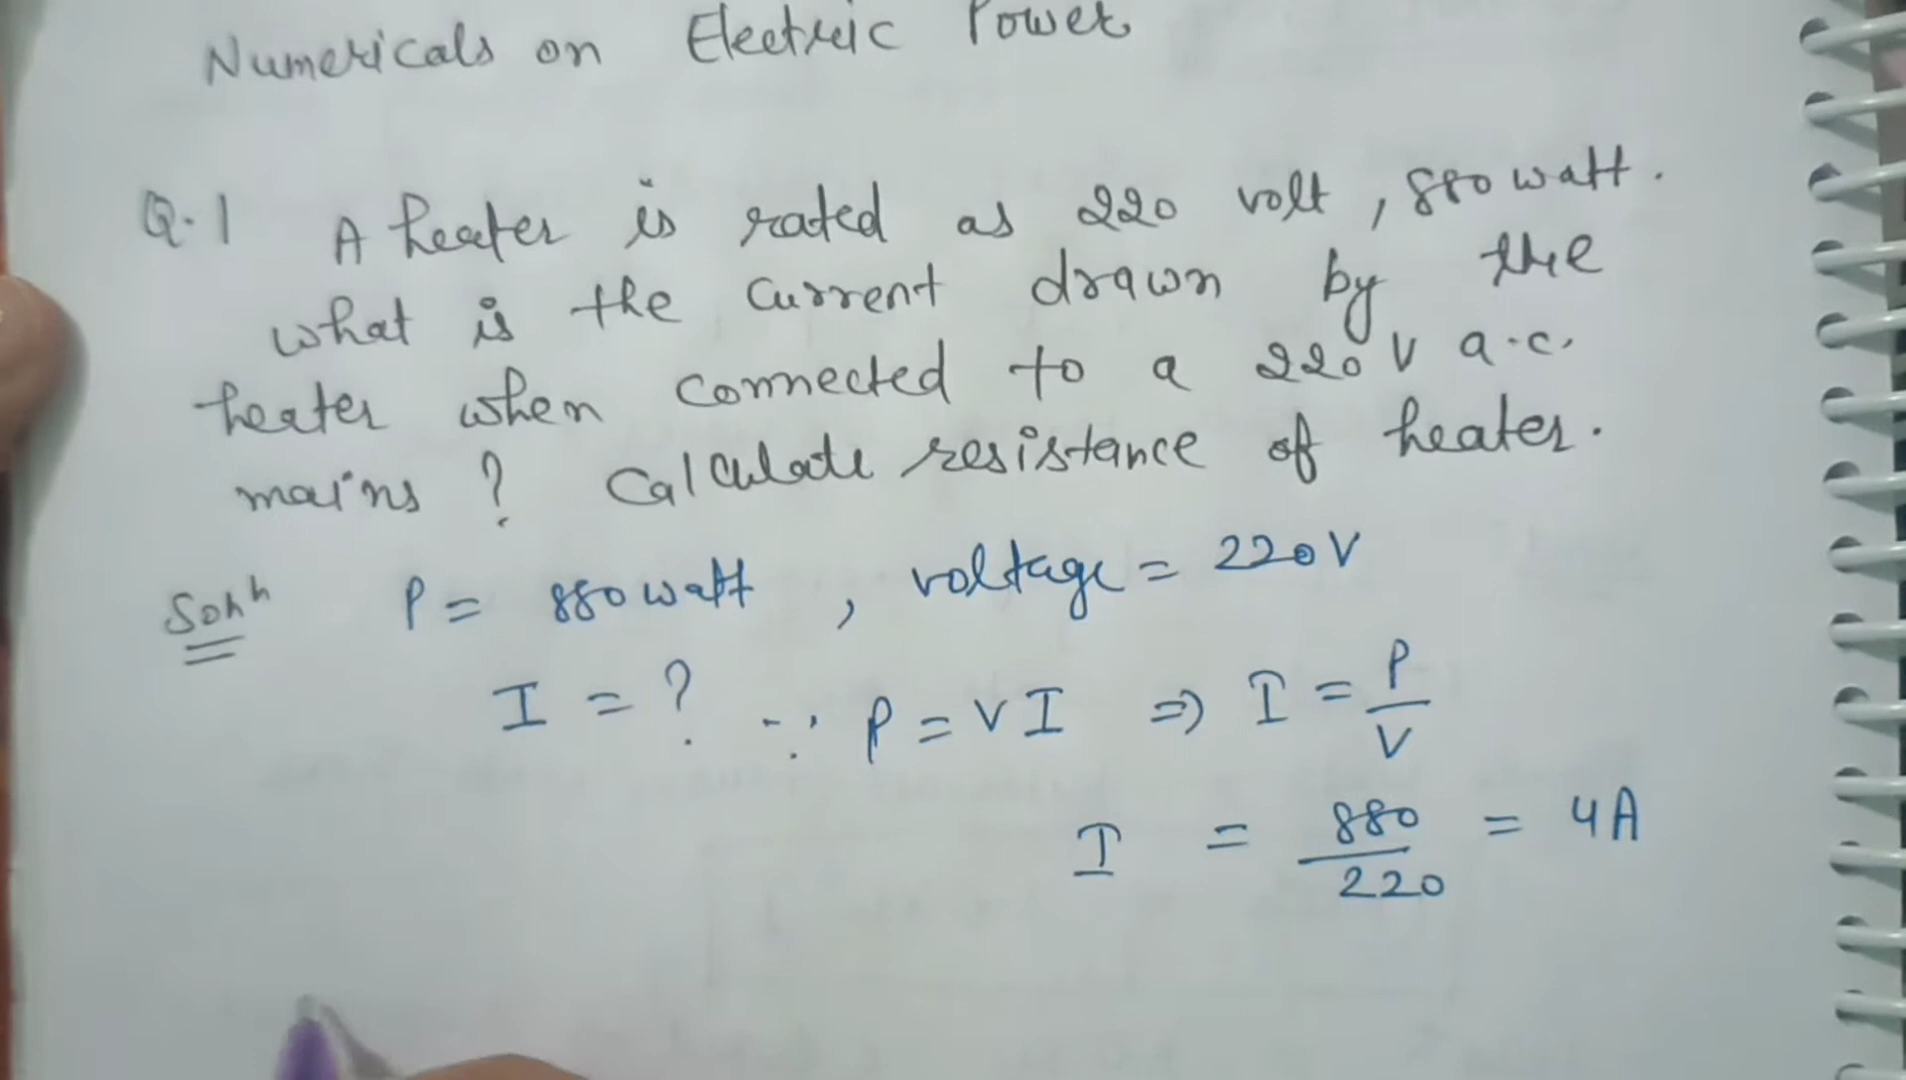 Numericals on Electric Power
Q.1 A heater is rated as 220 volt, 880 watt.
what is the current drawn by the
heater when connected to a 220 V a.c.
mains ? Calculate resistance of heater.
Soln P = 880 watt , voltage = 220V
I = ? ∵ P = VI ⇒ I = P/V
I = 880/220 = 4A